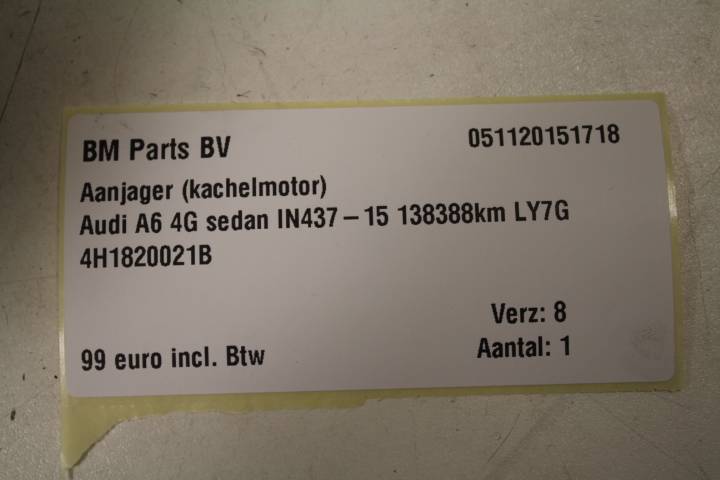 BM Parts BV 051120151718
Aanjager (kachelmotor)
Audi A6 4G sedan IN437-15 138388km LY7G
4H1820021B
Verz: 8
99 euro incl. Btw Aantal: 1